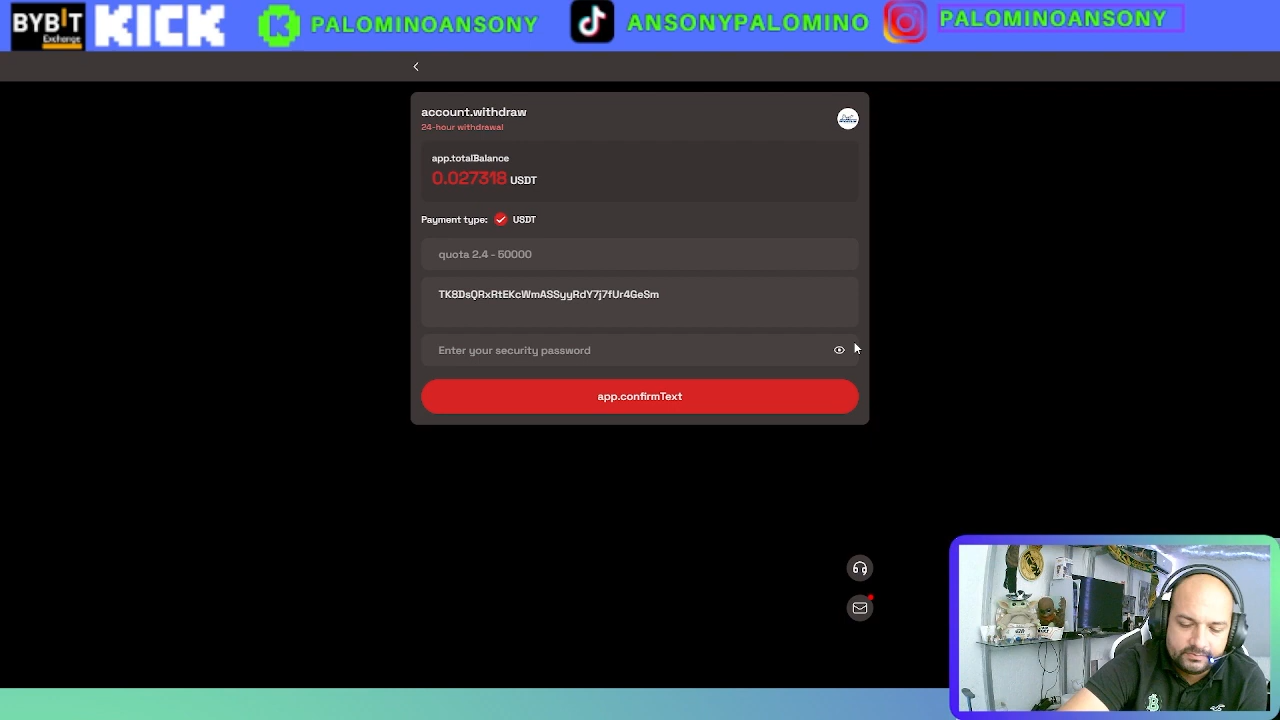 BYBIT
Exchange
KICK
PALOMINOANSONY
ANSONYPALOMINO
PALOMINOANSONY
account.withdraw
24-hour withdrawal
app.totalBalance
0.027318 USDT
Payment type: USDT
quota 2.4 - 50000
TK8DsQRxRtEKcWmASSyyRdY7j7fUr4GeSm
Enter your security password
app.confirmText